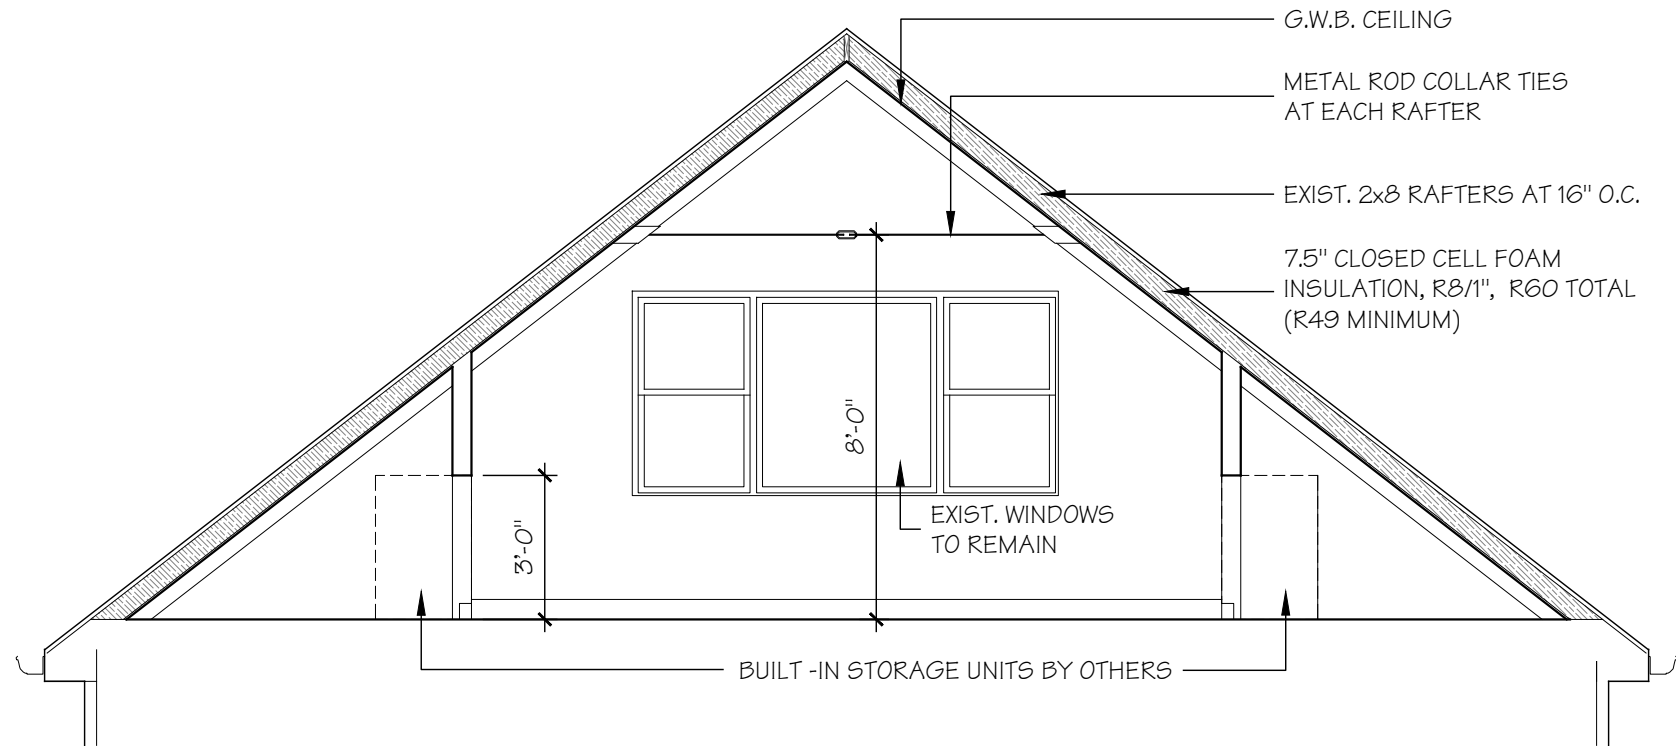 G.W.B. CEILING
METAL ROD COLLAR TIES
AT EACH RAFTER
EXIST. 2x8 RAFTERS AT 16" O.C.
7.5" CLOSED CELL FOAM
INSULATION, R8/1", R60 TOTAL
(R49 MINIMUM)
8'-0"
3'-0"
EXIST. WINDOWS
TO REMAIN
BUILT -IN STORAGE UNITS BY OTHERS